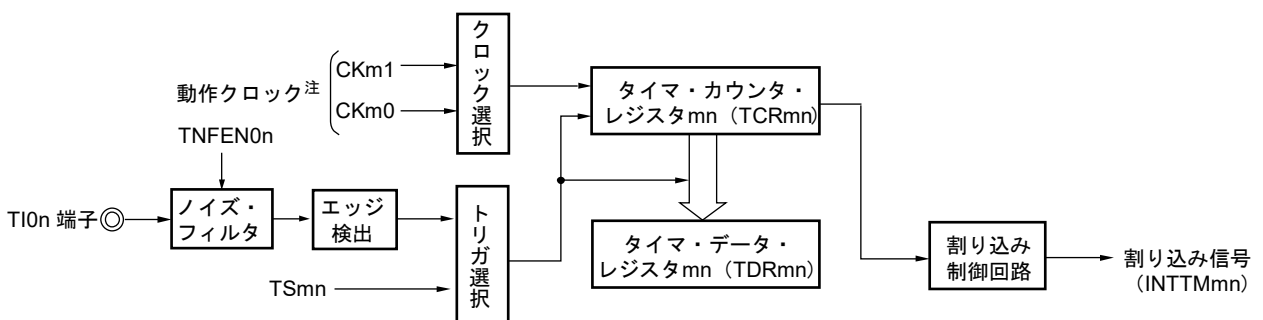 動作クロック注
CKm1
CKm0
クロック選択
タイマ・カウンタ・
レジスタmn（TCRmn）
TNFEN0n
TI0n 端子
ノイズ・
フィルタ
エッジ
検出
トリガ選択
TSmn
タイマ・データ・
レジスタmn（TDRmn）
割り込み
制御回路
割り込み信号
（INTTMmn）